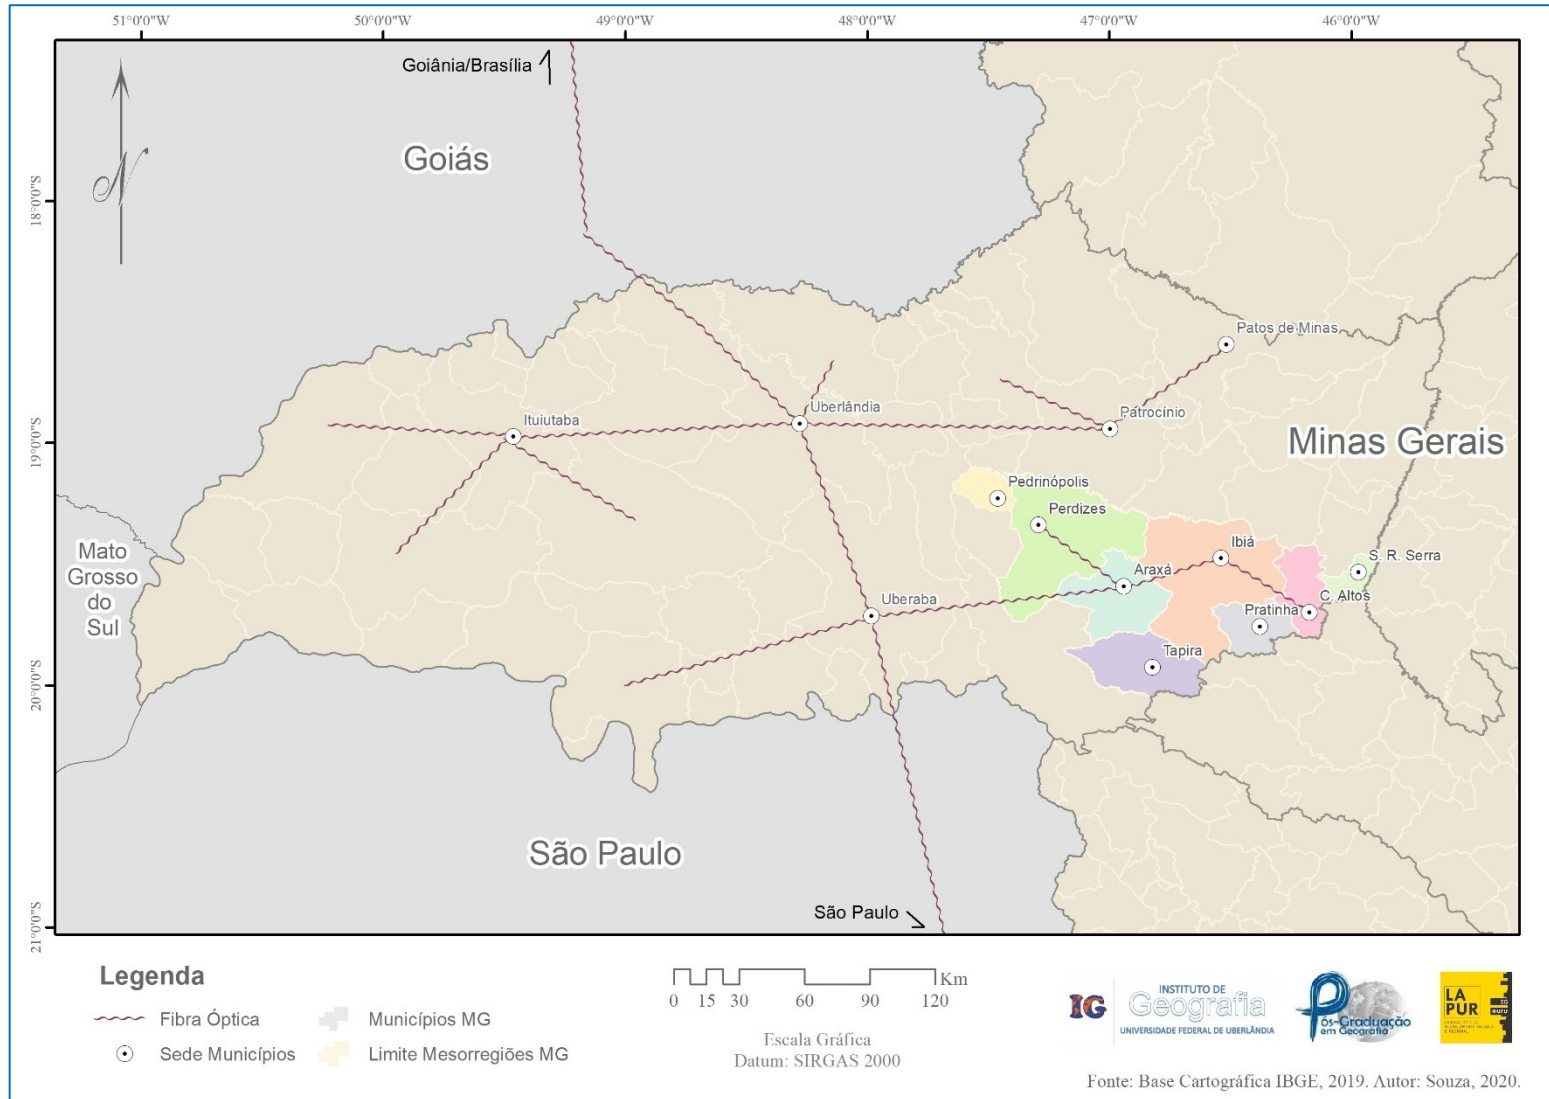 51°0'0"W
50°0'0"W
49°0'0"W
48°0'0"W
47°0'0"W
46°0'0"W
Goiânia/Brasília
N
Goiás
18°0'0"S
Patos de Minas
Uberlândia
Patrocínio
Ituiutaba
19°0'0"S
Minas Gerais
Pedrinópolis
Perdizes
Ibiá
S. R. Serra
Mato
Grosso
do
Sul
Araxá
C. Altos
Pratinha
Uberaba
Tapira
20°0'0"S
São Paulo
São Paulo
21°0'0"S
Legenda
Fibra Óptica
Municípios MG
Sede Municípios
Limite Mesorregiões MG
Km
0 15 30 60 90 120
Escala Gráfica
Datum: SIRGAS 2000
IG
INSTITUTO DE
Geografia
UNIVERSIDADE FEDERAL DE UBERLÂNDIA
Pós-Graduação
em Geografia
LA
PUR
Fonte: Base Cartográfica IBGE, 2019. Autor: Souza, 2020.